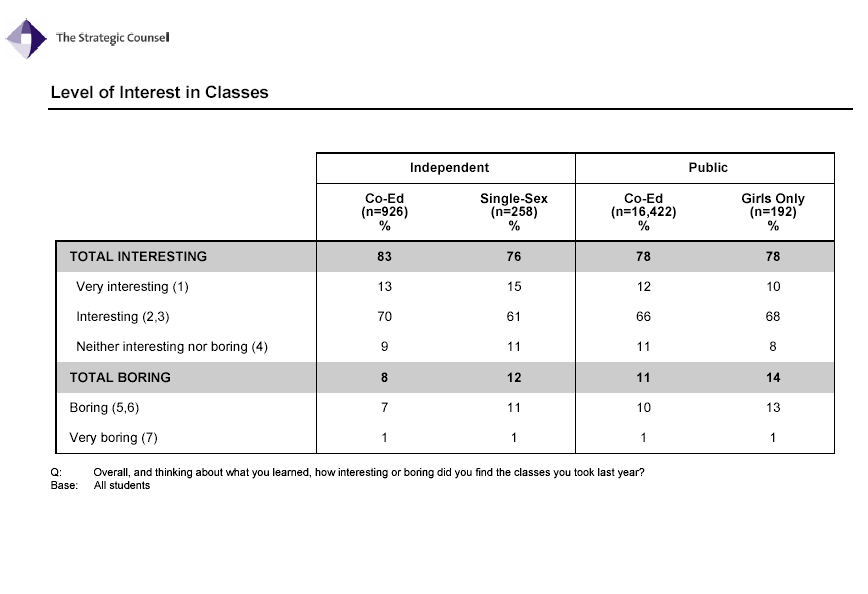 The Strategic Counsel
Level of Interest in Classes
Independent Public
Co-Ed Single-Sex Co-Ed Girls Only
(n=926) (n=258) (n=16,422) (n=192)
% % % %
TOTAL INTERESTING 83 76 78 78
Very interesting (1) 13 15 12 10
Interesting (2,3) 70 61 66 68
Neither interesting nor boring (4) 9 11 11 8
TOTAL BORING 8 12 11 14
Boring (5,6) 7 11 10 13
Very boring (7) 1 1 1 1
Q: Overall, and thinking about what you learned, how interesting or boring did you find the classes you took last year?
Base: All students